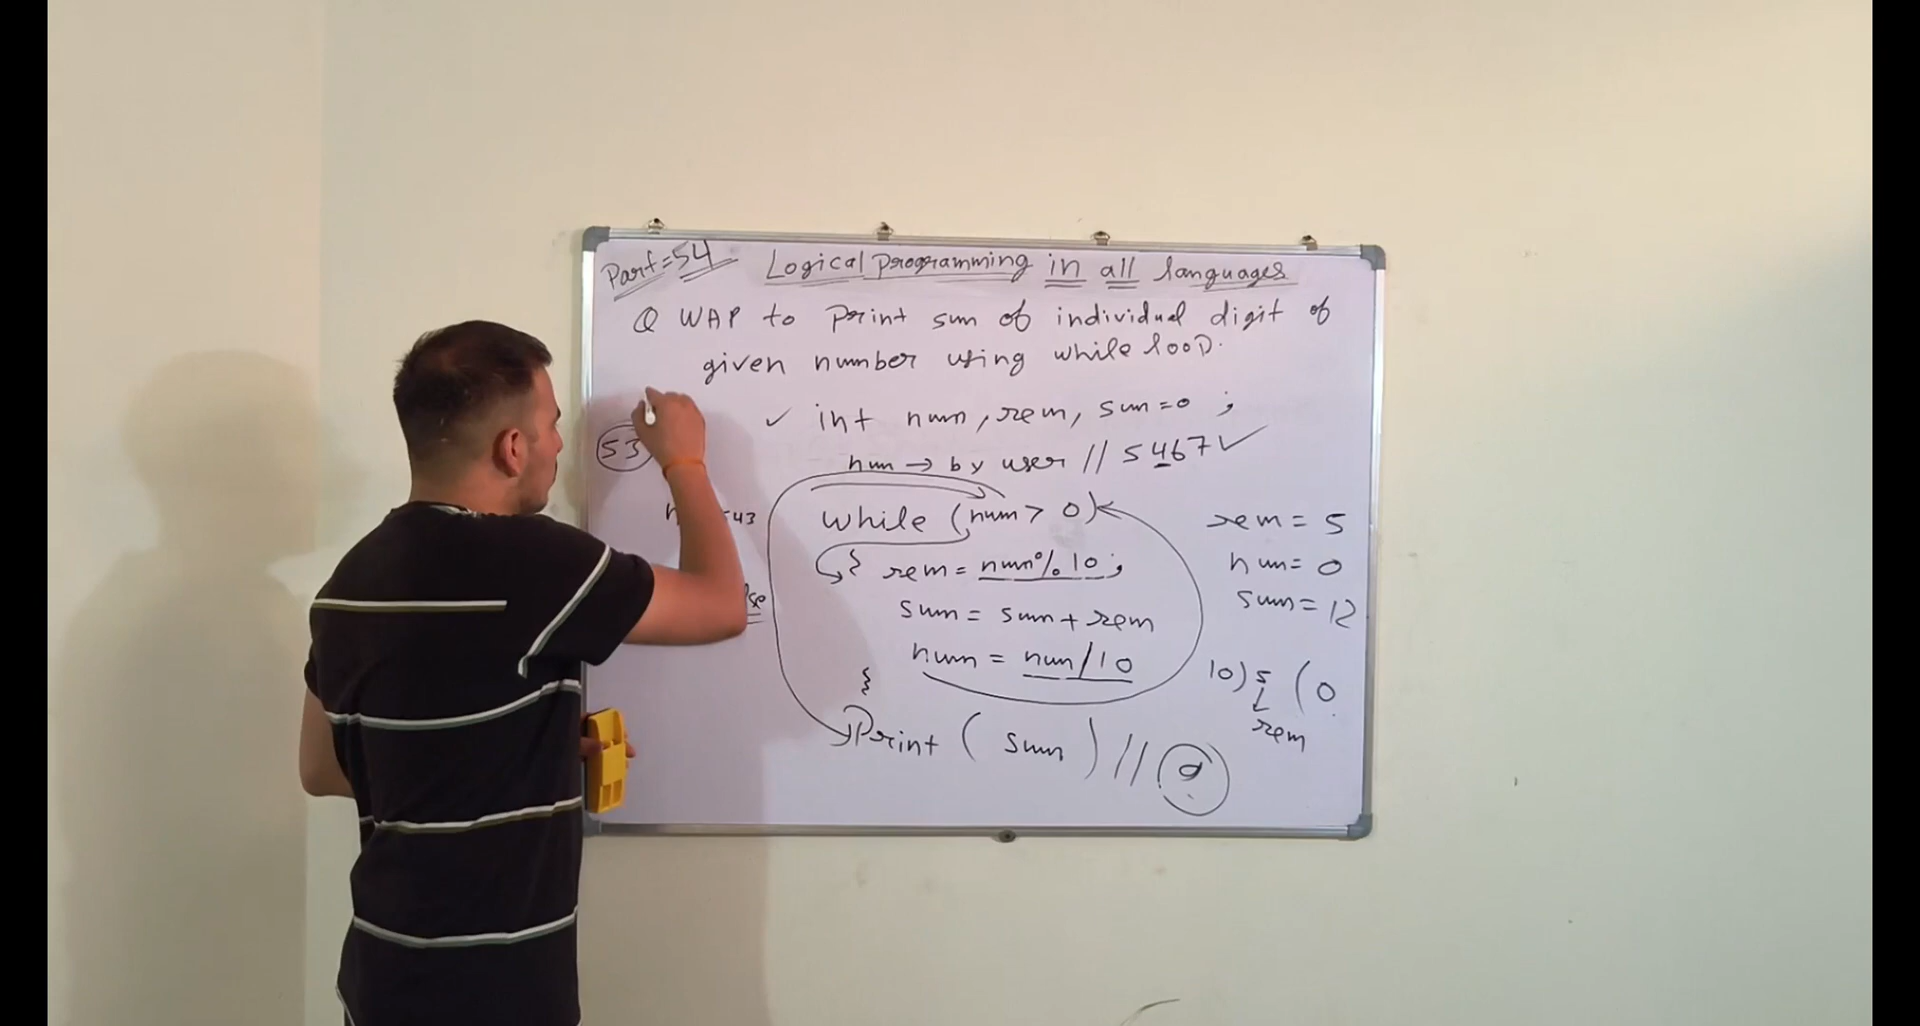 Part=54 Logical programming in all languages
Q WAP to print sum of individual digit of
given number using while loop.
✓ int num, rem, sum=0 ;
53
num → by user // 5467 ✓
while (num > 0)
43
rem = 5
{ rem = num % 10 ;
num = 0
sum = sum + rem
sum = 12
num = num/10
10) 5 ( 0
}
rem
Print ( sum ) //